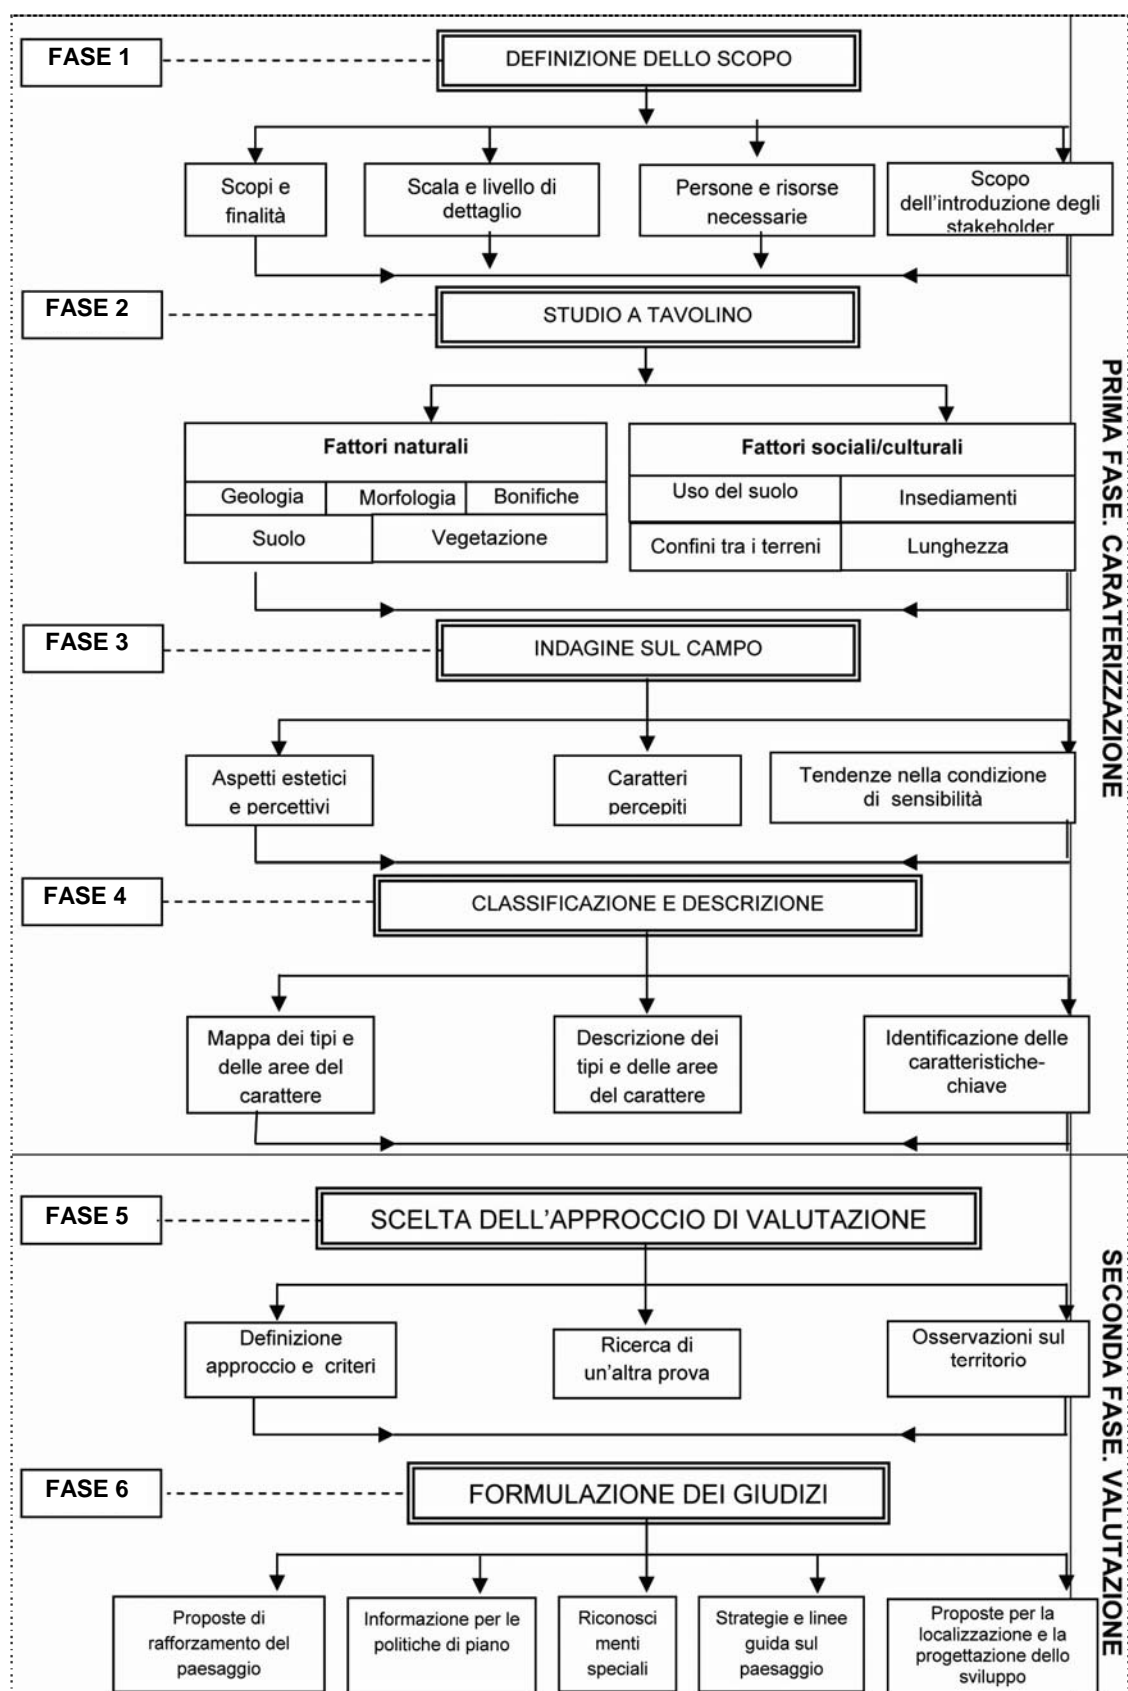 FASE 1
DEFINIZIONE DELLO SCOPO
Scopi e
finalità
Scala e livello di
dettaglio
Persone e risorse
necessarie
Scopo
dell'introduzione degli
stakeholder
FASE 2
STUDIO A TAVOLINO
Fattori naturali
Geologia
Morfologia
Bonifiche
Suolo
Vegetazione
Fattori sociali/culturali
Uso del suolo
Insediamenti
Confini tra i terreni
Lunghezza
FASE 3
INDAGINE SUL CAMPO
Aspetti estetici
e percettivi
Caratteri
percepiti
Tendenze nella condizione
di sensibilità
FASE 4
CLASSIFICAZIONE E DESCRIZIONE
Mappa dei tipi e
delle aree del
carattere
Descrizione dei
tipi e delle aree
del carattere
Identificazione delle
caratteristiche-
chiave
PRIMA FASE. CARATERIZZAZIONE
FASE 5
SCELTA DELL'APPROCCIO DI VALUTAZIONE
Definizione
approccio e criteri
Ricerca di
un'altra prova
Osservazioni sul
territorio
FASE 6
FORMULAZIONE DEI GIUDIZI
Proposte di
rafforzamento del
paesaggio
Informazione per le
politiche di piano
Riconosci
menti
speciali
Strategie e linee
guida sul
paesaggio
Proposte per la
localizzazione e la
progettazione dello
sviluppo
SECONDA FASE. VALUTAZIONE